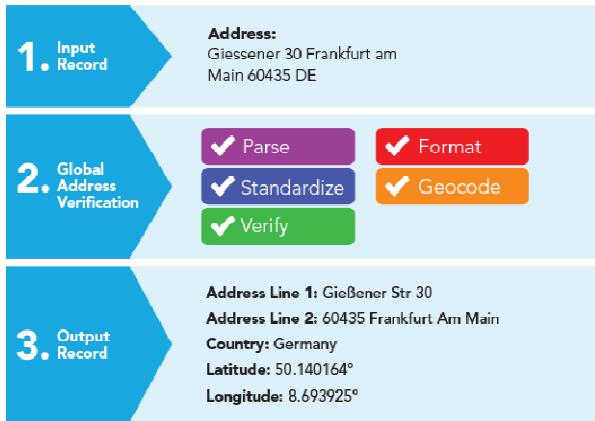 1. Input
Record
Address:
Giessener 30 Frankfurt am
Main 60435 DE
2. Global
Address
Verification
Parse
Format
Standardize
Geocode
Verify
3. Output
Record
Address Line 1: Gießener Str 30
Address Line 2: 60435 Frankfurt Am Main
Country: Germany
Latitude: 50.140164°
Longitude: 8.693925°